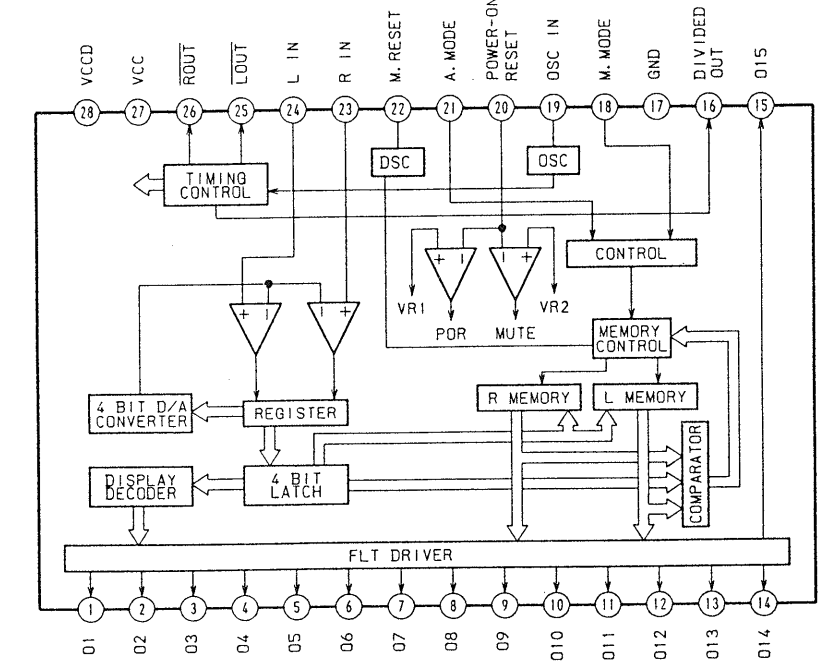 VCCD
VCC
ROUT
LOUT
L IN
R IN
M. RESET
A. MODE
POWER-ON
RESET
OSC IN
M. MODE
GND
DIVIDED
OUT
O15
28
27
26
25
24
23
22
21
20
19
18
17
16
15
TIMING
CONTROL
DSC
OSC
CONTROL
+ −
− +
+ −
− +
VR1
POR
MUTE
VR2
MEMORY
CONTROL
4 BIT D/A
CONVERTER
REGISTER
R MEMORY
L MEMORY
DISPLAY
DECODER
4 BIT
LATCH
COMPARATOR
FLT DRIVER
1
2
3
4
5
6
7
8
9
10
11
12
13
14
O1
O2
O3
O4
O5
O6
O7
O8
O9
O10
O11
O12
O13
O14